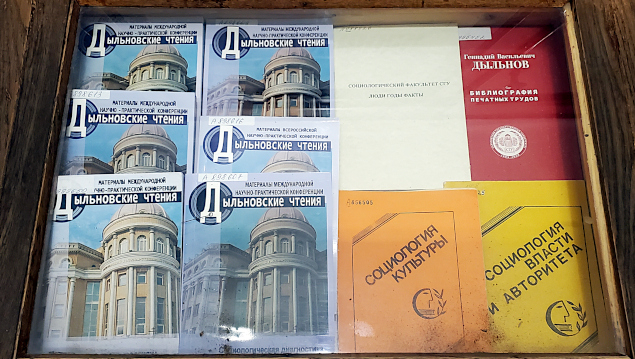 МАТЕРИАЛЫ МЕЖДУНАРОДНОЙ
НАУЧНО - ПРАКТИЧЕСКОЙ КОНФЕРЕНЦИИ
ДЫЛЬНОВСКИЕ ЧТЕНИЯ
МАТЕРИАЛЫ МЕЖДУНАРОДНОЙ
НАУЧНО-ПРАКТИЧЕСКОЙ КОНФЕРЕНЦИИ
ДЫЛЬНОВСКИЕ ЧТЕНИЯ
СОЦИОЛОГИЧЕСКИЙ ФАКУЛЬТЕТ СГУ
ЛЮДИ ГОДЫ ФАКТЫ
Геннадий Васильевич
ДЫЛЬНОВ
БИБЛИОГРАФИЯ
ПЕЧАТНЫХ ТРУДОВ
МАТЕРИАЛЫ МЕЖДУНАРОДНОЙ
НАУЧНО-ПРАКТИЧЕСКОЙ КОНФЕРЕНЦИИ
ДЫЛЬНОВСКИЕ ЧТЕНИЯ
МАТЕРИАЛЫ ВСЕРОССИЙСКОЙ
НАУЧНО-ПРАКТИЧЕСКОЙ КОНФЕРЕНЦИИ
ДЫЛЬНОВСКИЕ ЧТЕНИЯ
МАТЕРИАЛЫ МЕЖДУНАРОДНОЙ
УЧНО-ПРАКТИЧЕСКОЙ КОНФЕРЕНЦИИ
ДЫЛЬНОВСКИЕ ЧТЕНИЯ
МАТЕРИАЛЫ МЕЖДУНАРОДНОЙ
НАУЧНО-ПРАКТИЧЕСКОЙ КОНФЕРЕНЦИИ
ДЫЛЬНОВСКИЕ ЧТЕНИЯ
Социологическая диагностика
СОЦИОЛОГИЯ
КУЛЬТУРЫ
СОЦИОЛОГИЯ
ВЛАСТИ
И АВТОРИТЕТА